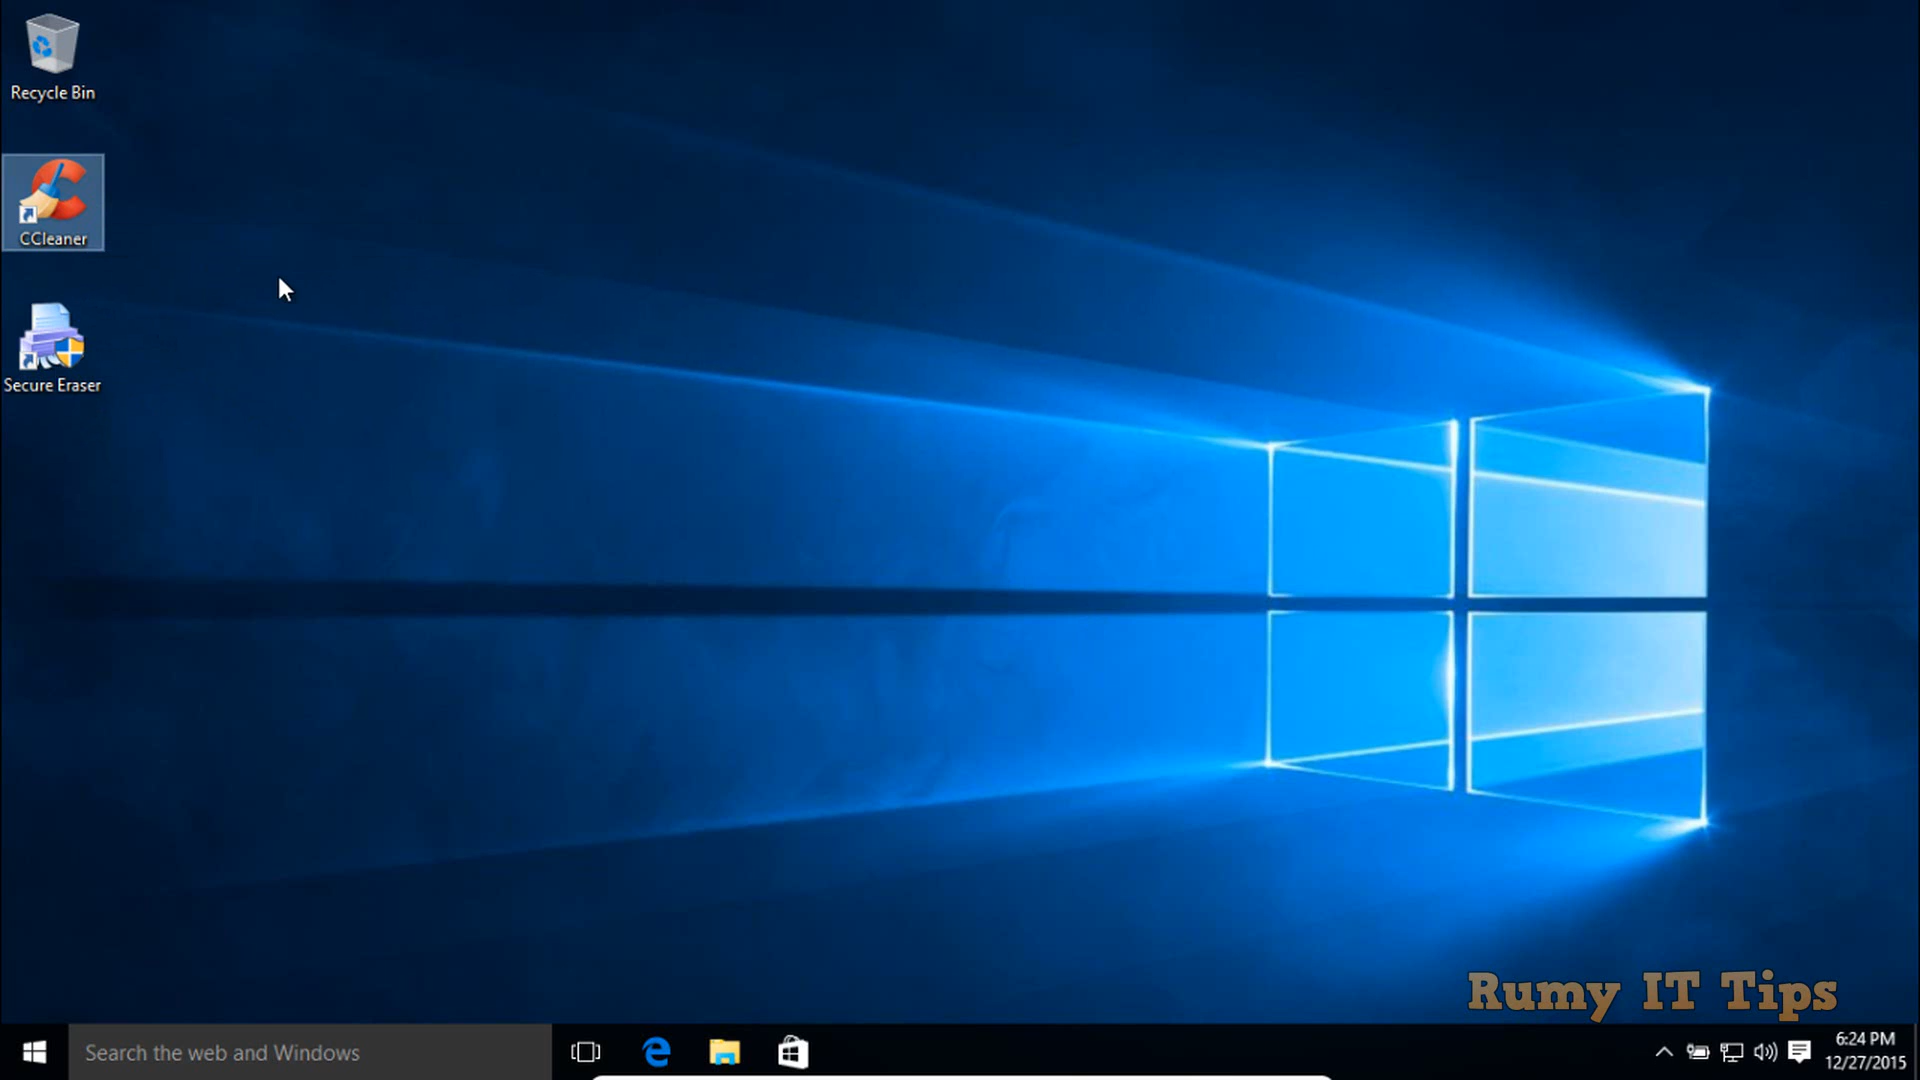 Recycle Bin
CCleaner
Secure Eraser
Rumy IT Tips
Search the web and Windows
6:24 PM
12/27/2015